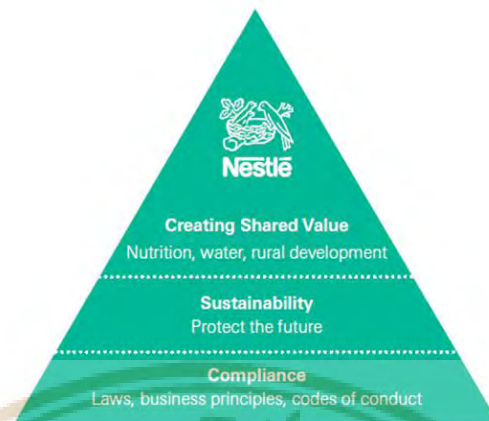 Nestlé
Creating Shared Value
Nutrition, water, rural development
Sustainability
Protect the future
Compliance
Laws, business principles, codes of conduct